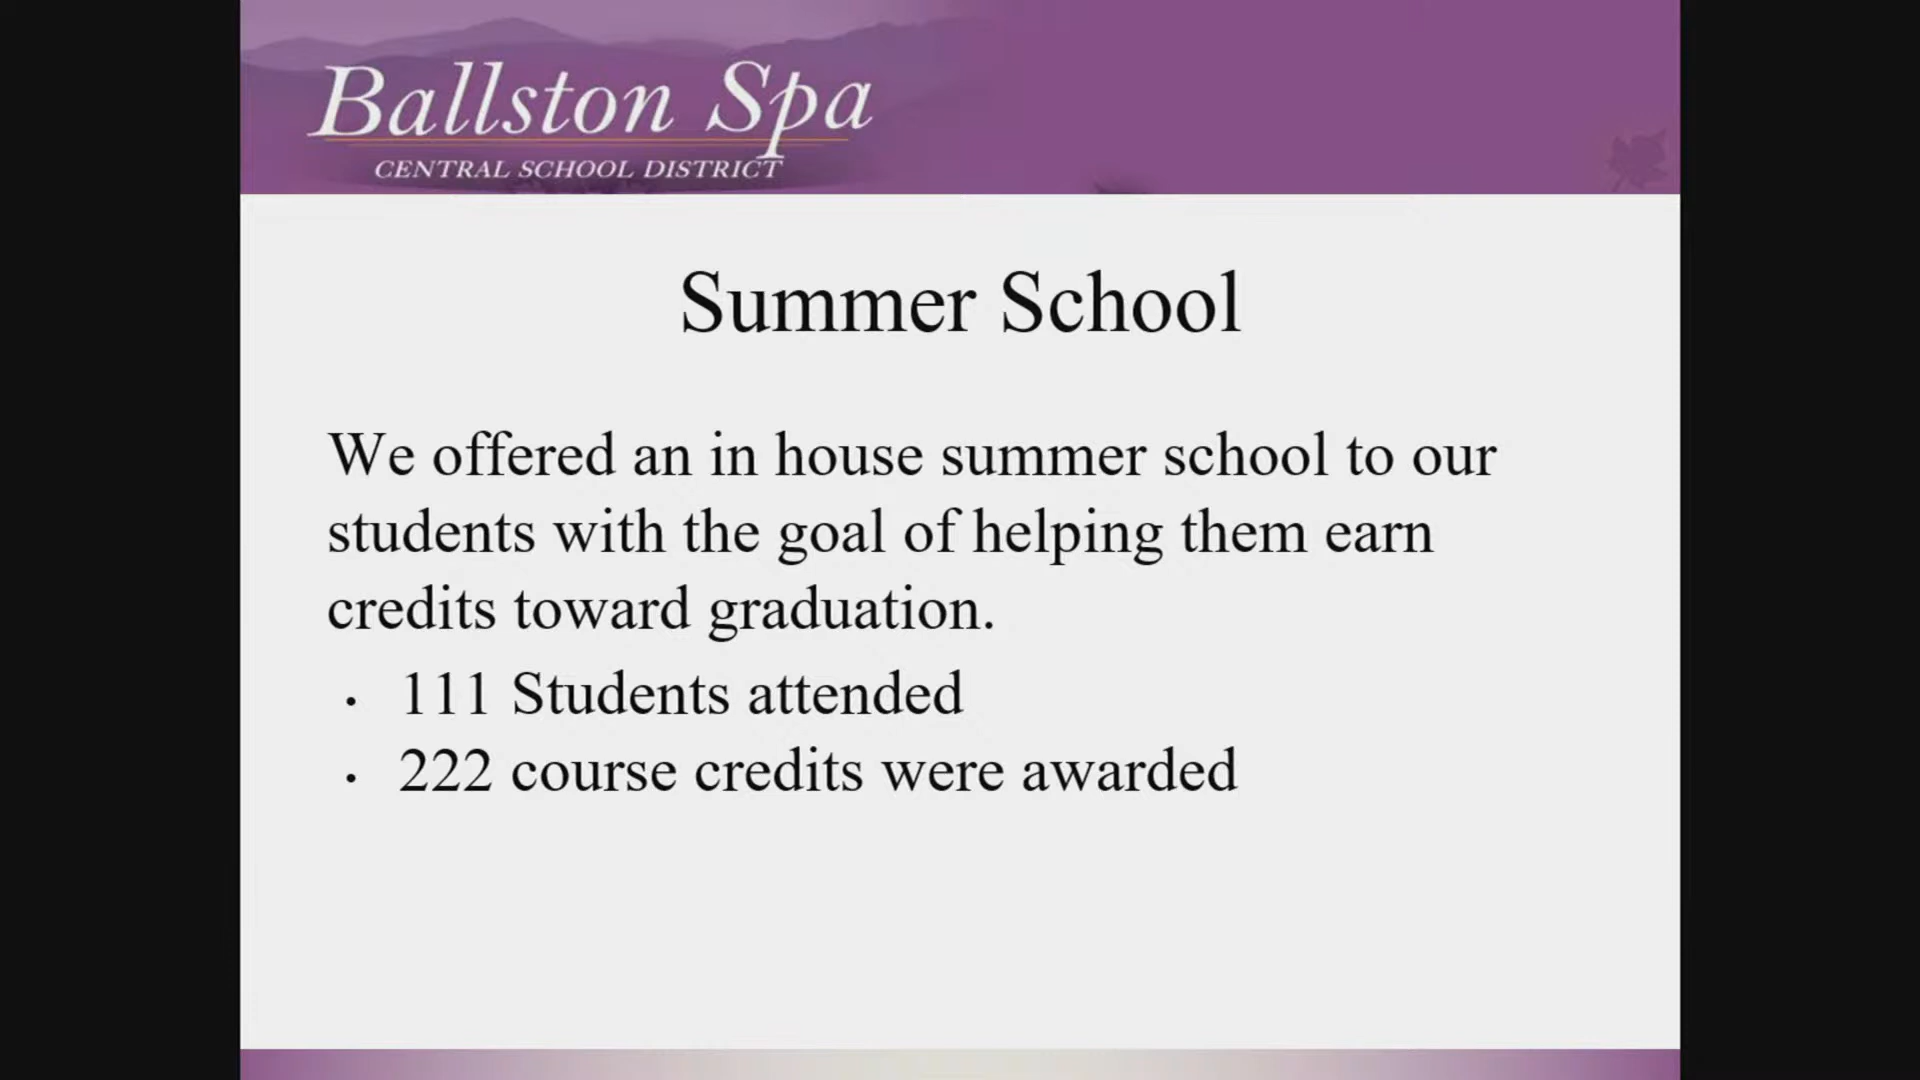 Ballston Spa
CENTRAL SCHOOL DISTRICT
Summer School
We offered an in house summer school to our
students with the goal of helping them earn
credits toward graduation.
• 111 Students attended
• 222 course credits were awarded